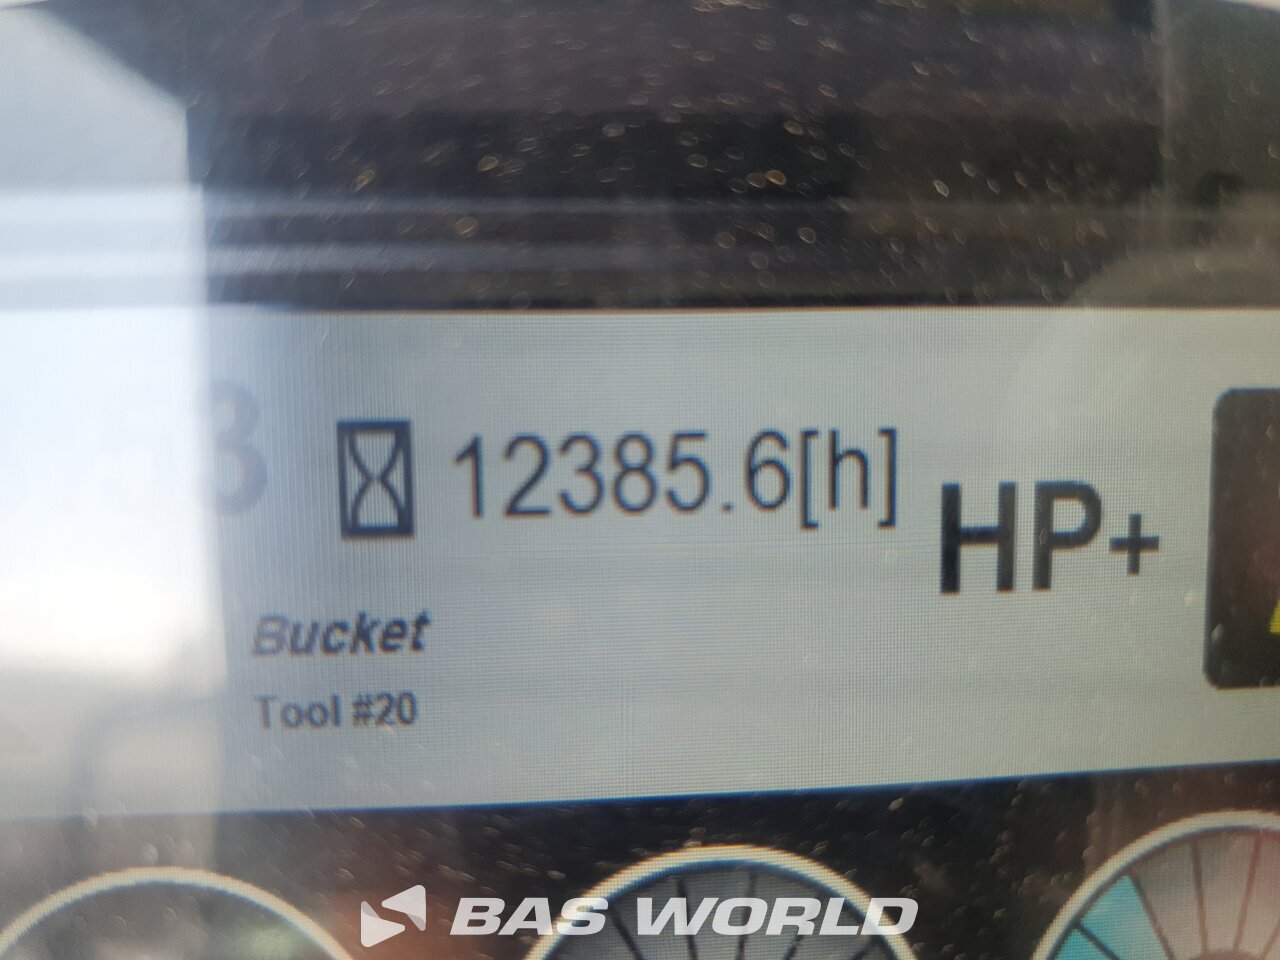 12385.6[h]
HP+
Bucket
Tool #20
BAS WORLD